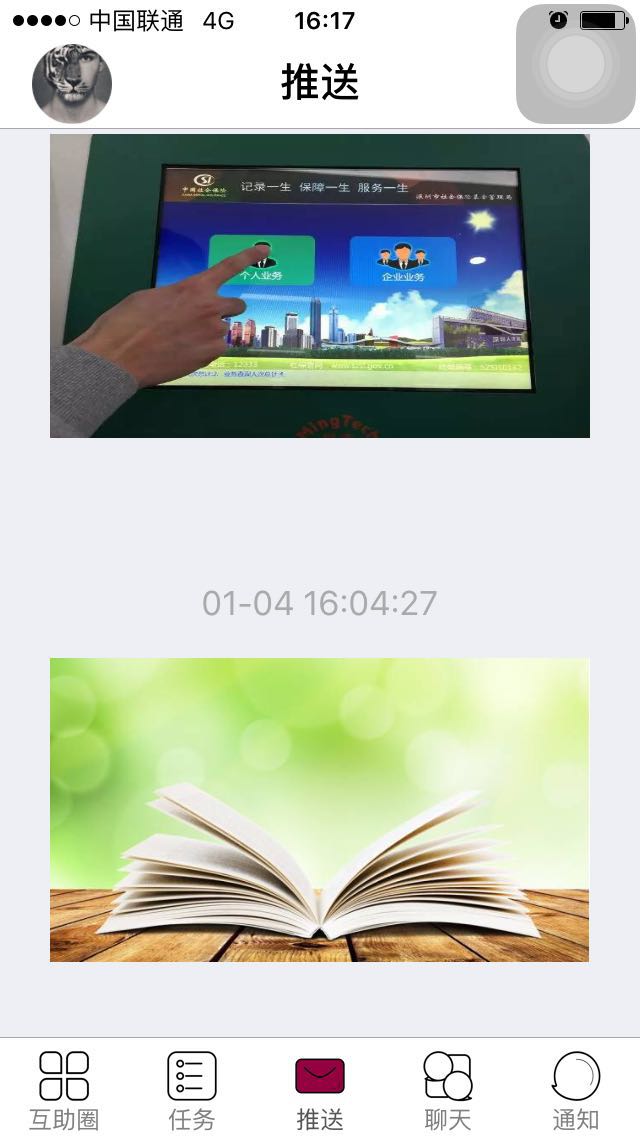 中国联通 4G 16:17
推送
中国社会保险
记录一生 保障一生 服务一生
深圳市社会保险基金管理局
个人业务
企业业务
12333
www.szsi.gov.cn
MingTech
01-04 16:04:27
互助圈
任务
推送
聊天
通知